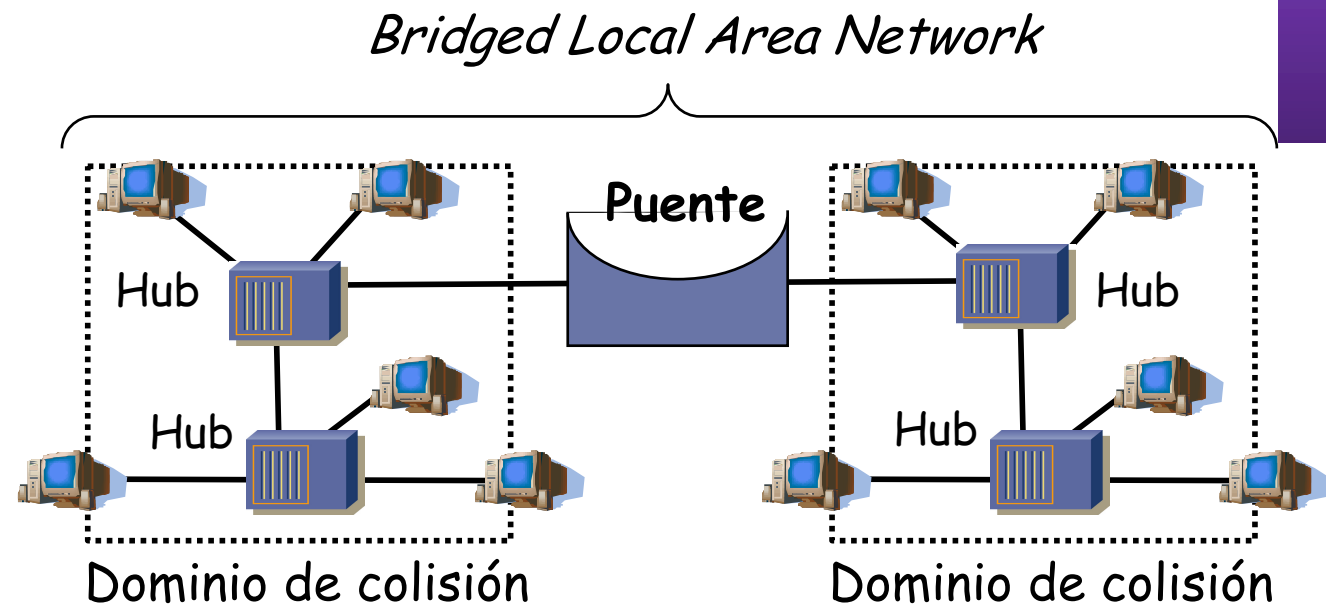 Bridged Local Area Network
Puente
Hub
Hub
Hub
Hub
Dominio de colisión
Dominio de colisión